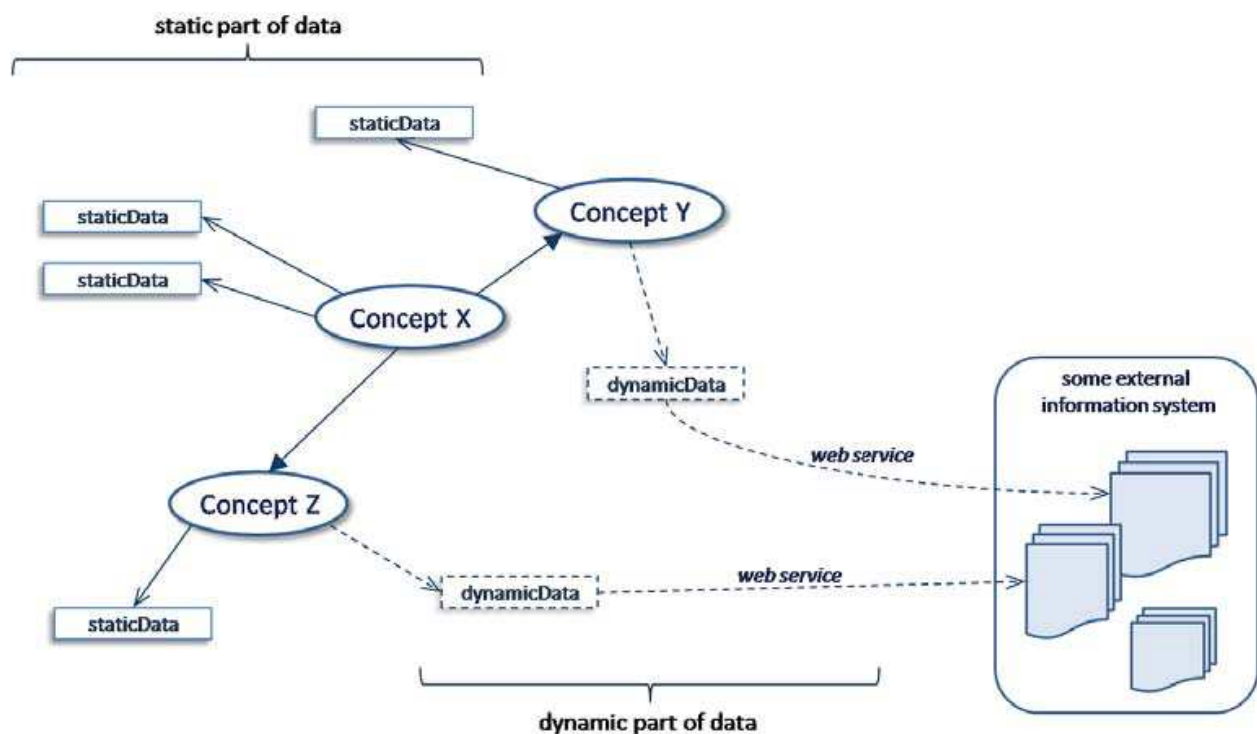 static part of data
staticData
staticData
Concept Y
staticData
Concept X
dynamicData
some external
information system
web service
Concept Z
web service
dynamicData
staticData
dynamic part of data